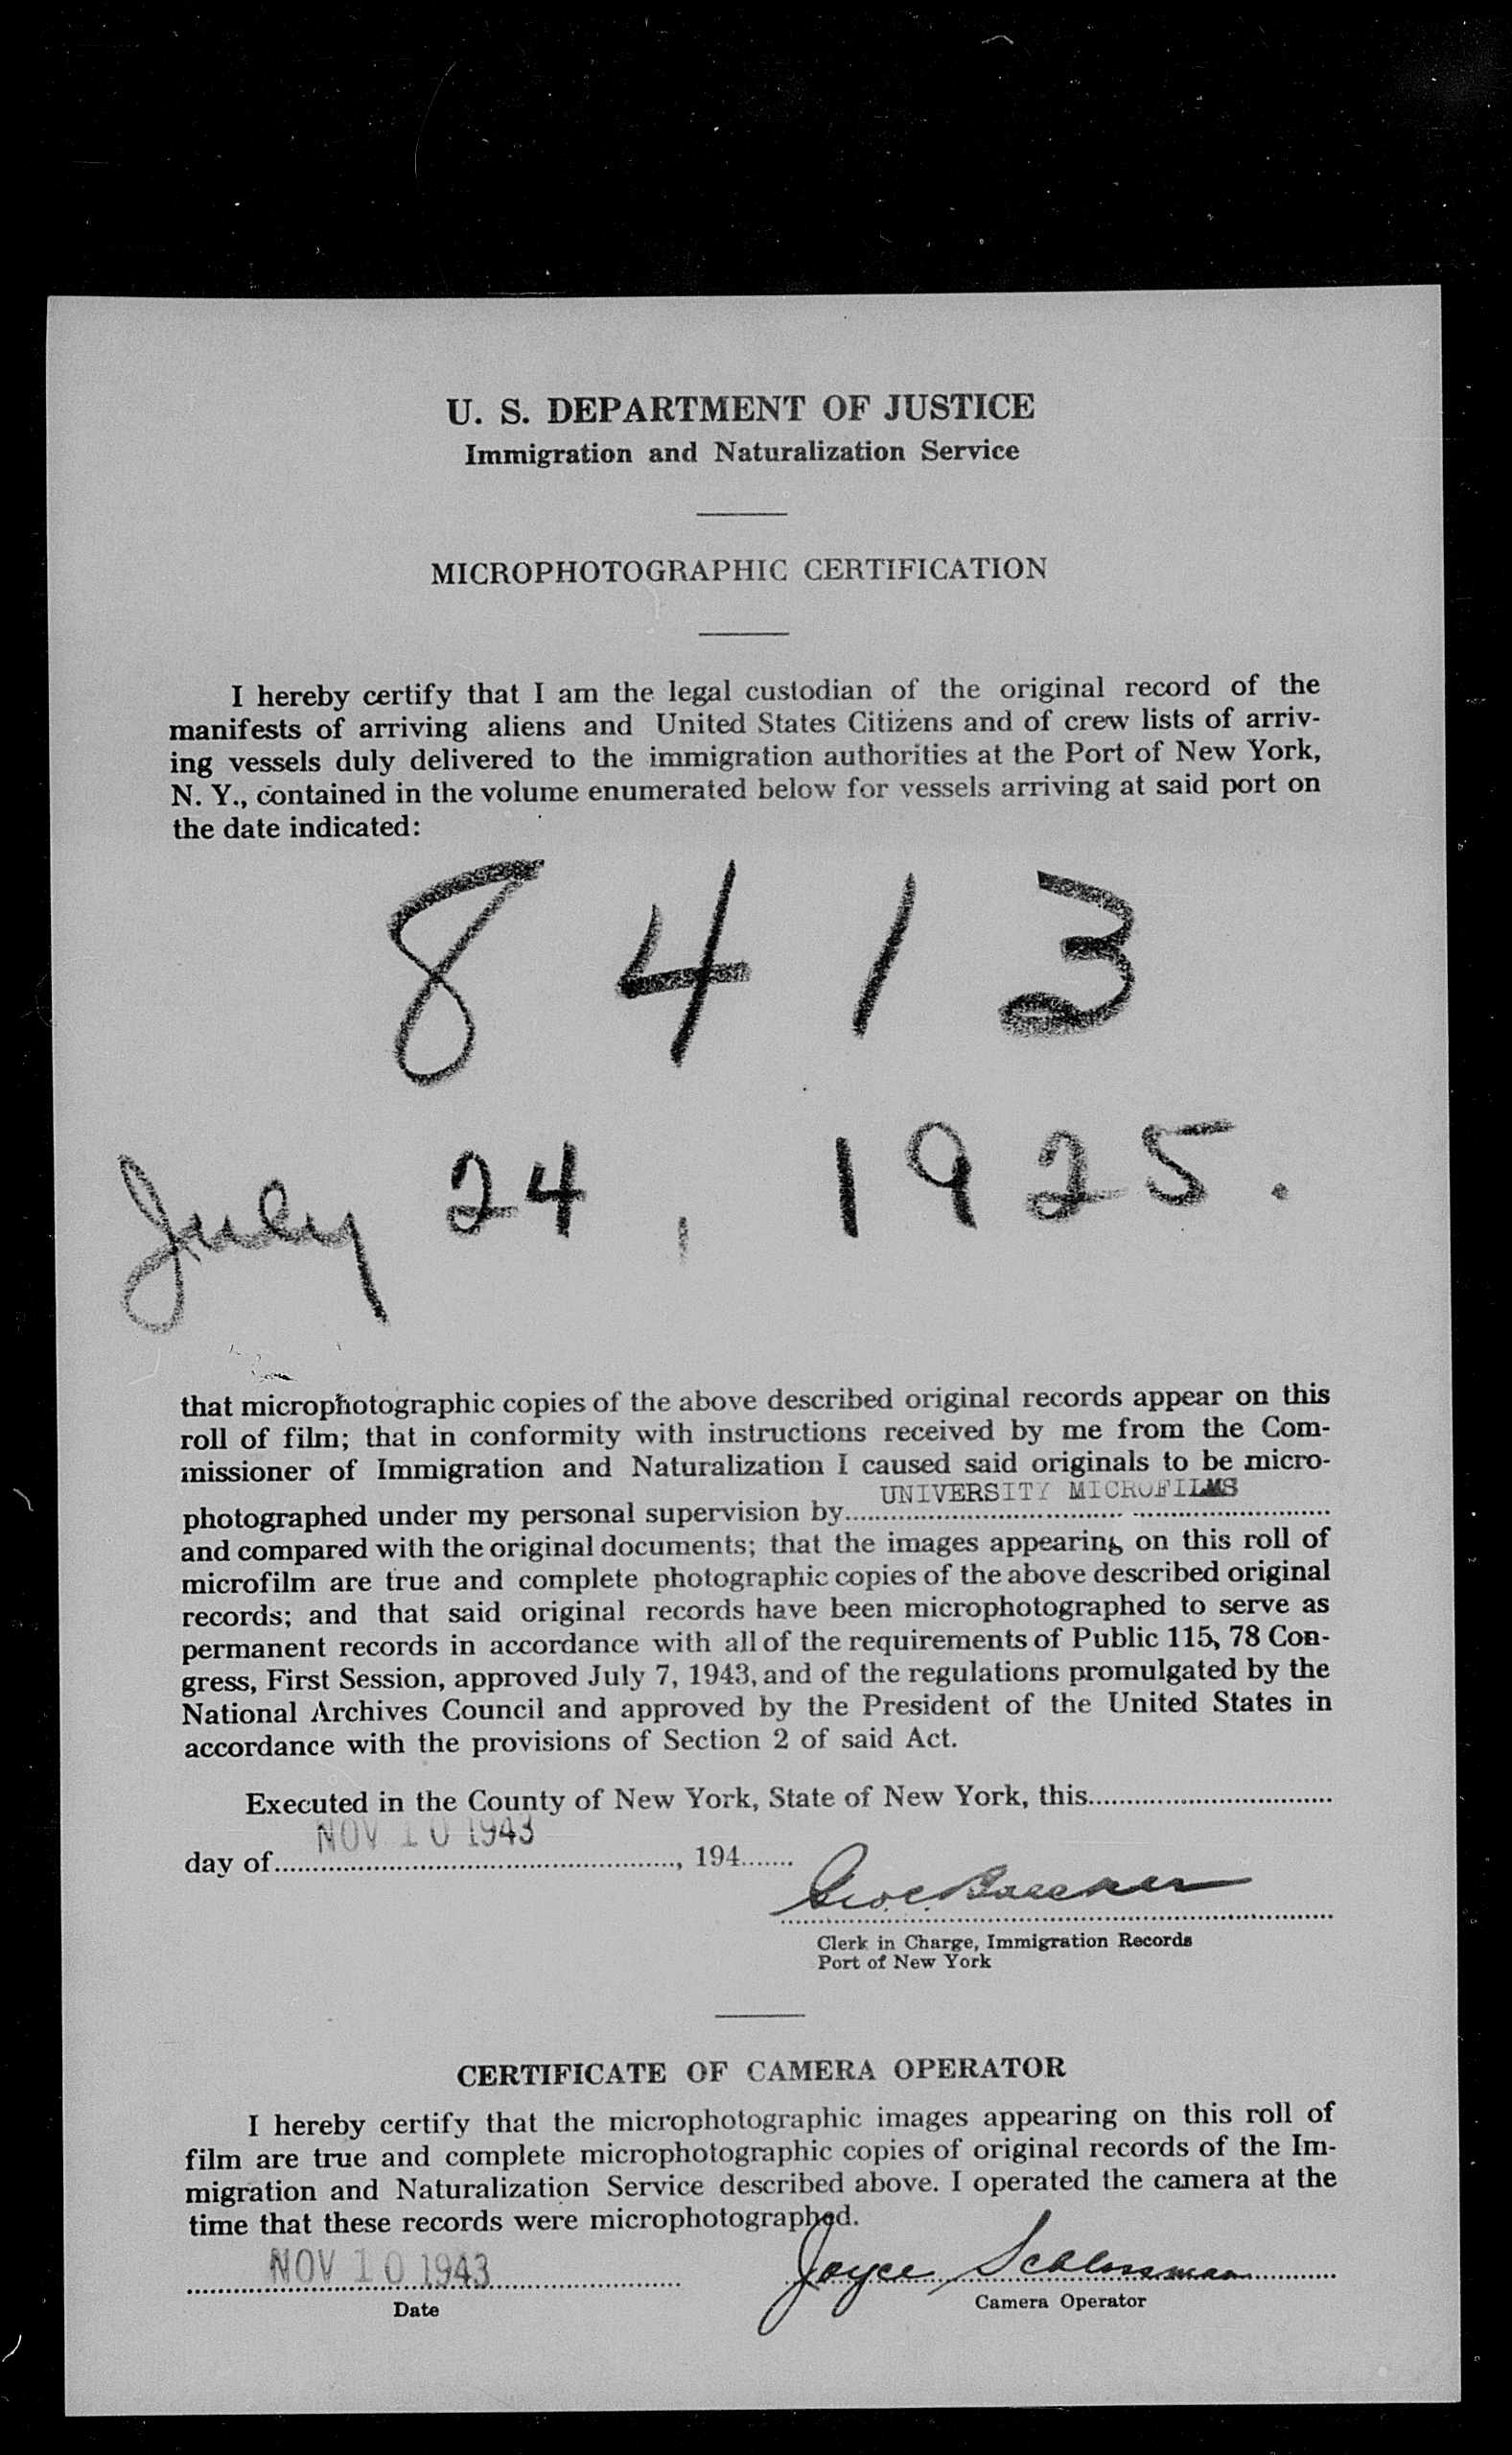 U. S. DEPARTMENT OF JUSTICE
Immigration and Naturalization Service
MICROPHOTOGRAPHIC CERTIFICATION
I hereby certify that I am the legal custodian of the original record of the
manifests of arriving aliens and United States Citizens and of crew lists of arriv-
ing vessels duly delivered to the immigration authorities at the Port of New York,
N. Y., contained in the volume enumerated below for vessels arriving at said port on
the date indicated:
8413
July 24, 1925.
that microphotographic copies of the above described original records appear on this
roll of film; that in conformity with instructions received by me from the Com-
missioner of Immigration and Naturalization I caused said originals to be micro-
UNIVERSITY MICROFILMS
photographed under my personal supervision by
and compared with the original documents; that the images appearing on this roll of
microfilm are true and complete photographic copies of the above described original
records; and that said original records have been microphotographed to serve as
permanent records in accordance with all of the requirements of Public 115, 78 Con-
gress, First Session, approved July 7, 1943, and of the regulations promulgated by the
National Archives Council and approved by the President of the United States in
accordance with the provisions of Section 2 of said Act.
Executed in the County of New York, State of New York, this
NOV 10 1943
day of , 194
Clerk in Charge, Immigration Records
Port of New York
CERTIFICATE OF CAMERA OPERATOR
I hereby certify that the microphotographic images appearing on this roll of
film are true and complete microphotographic copies of original records of the Im-
migration and Naturalization Service described above. I operated the camera at the
time that these records were microphotographed.
NOV 10 1943 Joyce Schlossman
Date Camera Operator